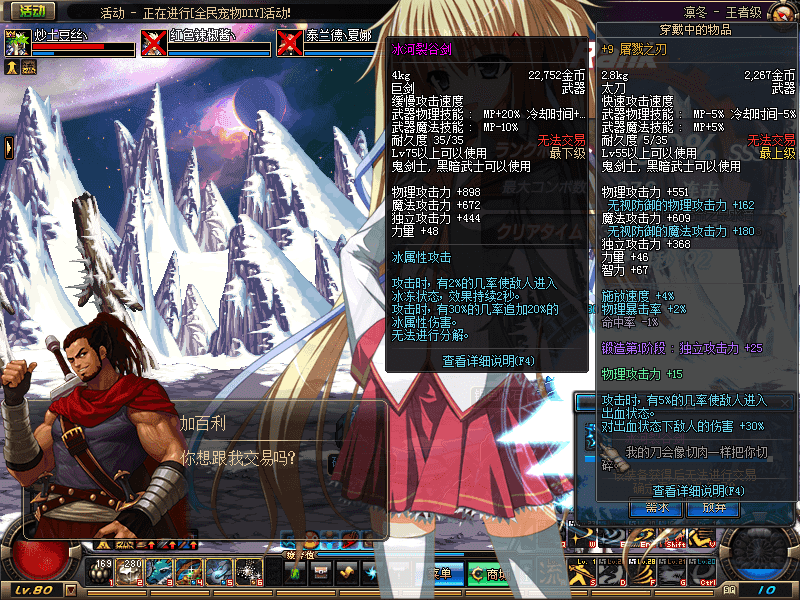 活动
活动 - 正在进行[全民宠物DIY]活动!
凛冬 - 王者级
炒土豆丝
红色辣椒酱
泰兰德
夏娜
冰河裂谷剑
4kg 22,752金币
巨剑 武器
缓慢攻击速度
武器物理技能 : MP+20% 冷却时间+...
武器魔法技能 : MP-10%
耐久度 35/35 无法交易
Lv75以上可以使用 最下级
鬼剑士, 黑暗武士可以使用
物理攻击力 +898
魔法攻击力 +672
独立攻击力 +444
力量 +48
冰属性攻击
攻击时, 有2%的几率使敌人进入
冰冻状态, 效果持续2秒。
攻击时, 有30%的几率追加20%的
冰属性伤害。
无法进行分解。
查看详细说明(F4)
穿戴中的物品
+9 屠戮之刃
2.8kg 2,267金币
太刀 武器
快速攻击速度
武器物理技能 : MP-5% 冷却时间-5%
武器魔法技能 : MP+5%
耐久度 5/35 无法交易
Lv55以上可以使用 最上级
鬼剑士, 黑暗武士可以使用
物理攻击力 +551
无视防御的物理攻击力 +162
魔法攻击力 +609
无视防御的魔法攻击力 +180
独立攻击力 +368
力量 +46
智力 +67
施放速度 +4%
物理暴击率 +2%
命中率 -1%
锻造第1阶段 : 独立攻击力 +25
物理攻击力 +15
攻击时, 有5%的几率使敌人进入
出血状态。
对出血状态下敌人的伤害 +30%
我的刀会像切肉一样把你切
碎。
查看详细说明(F4)
加百利
你想跟我交易吗?
放弃
169
280
菜单
商城
Lv.80
10